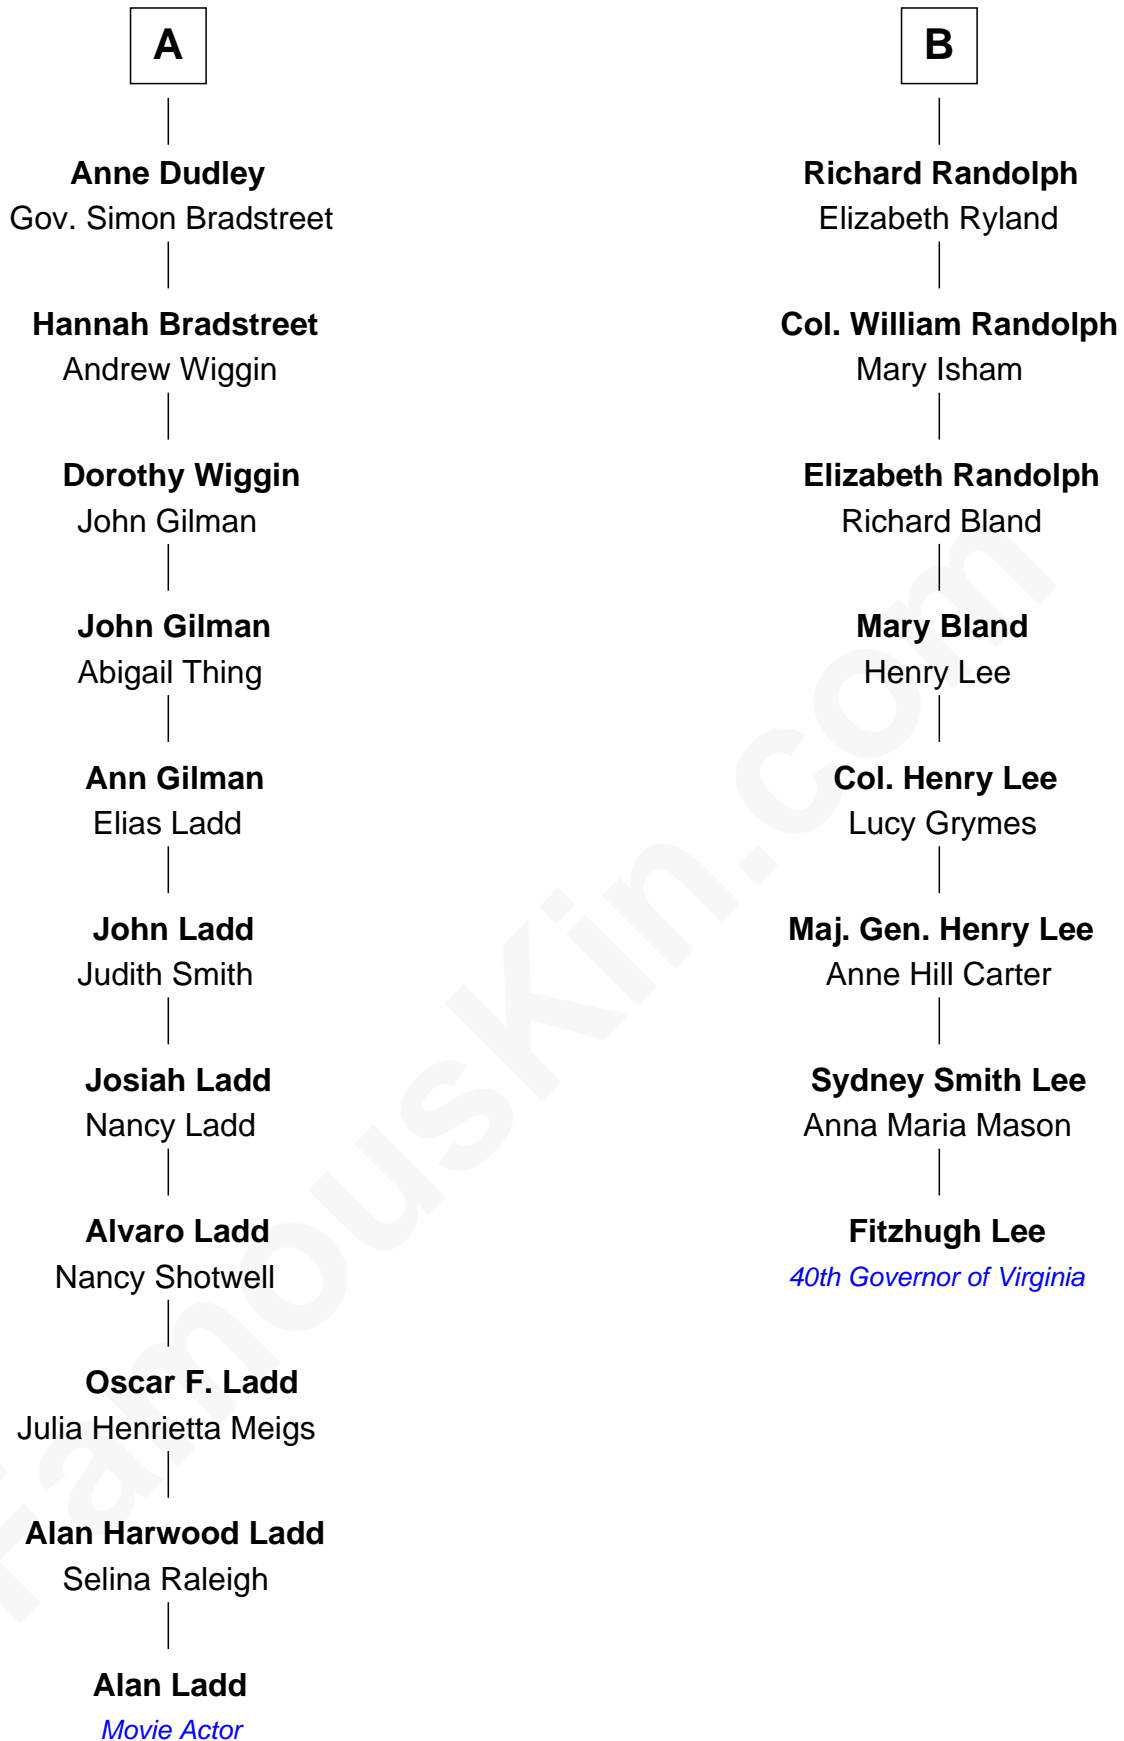 A
Anne Dudley
Gov. Simon Bradstreet
Hannah Bradstreet
Andrew Wiggin
Dorothy Wiggin
John Gilman
John Gilman
Abigail Thing
Ann Gilman
Elias Ladd
John Ladd
Judith Smith
Josiah Ladd
Nancy Ladd
Alvaro Ladd
Nancy Shotwell
Oscar F. Ladd
Julia Henrietta Meigs
Alan Harwood Ladd
Selina Raleigh
Alan Ladd
Movie Actor
B
Richard Randolph
Elizabeth Ryland
Col. William Randolph
Mary Isham
Elizabeth Randolph
Richard Bland
Mary Bland
Henry Lee
Col. Henry Lee
Lucy Grymes
Maj. Gen. Henry Lee
Anne Hill Carter
Sydney Smith Lee
Anna Maria Mason
Fitzhugh Lee
40th Governor of Virginia
FamousKin.com